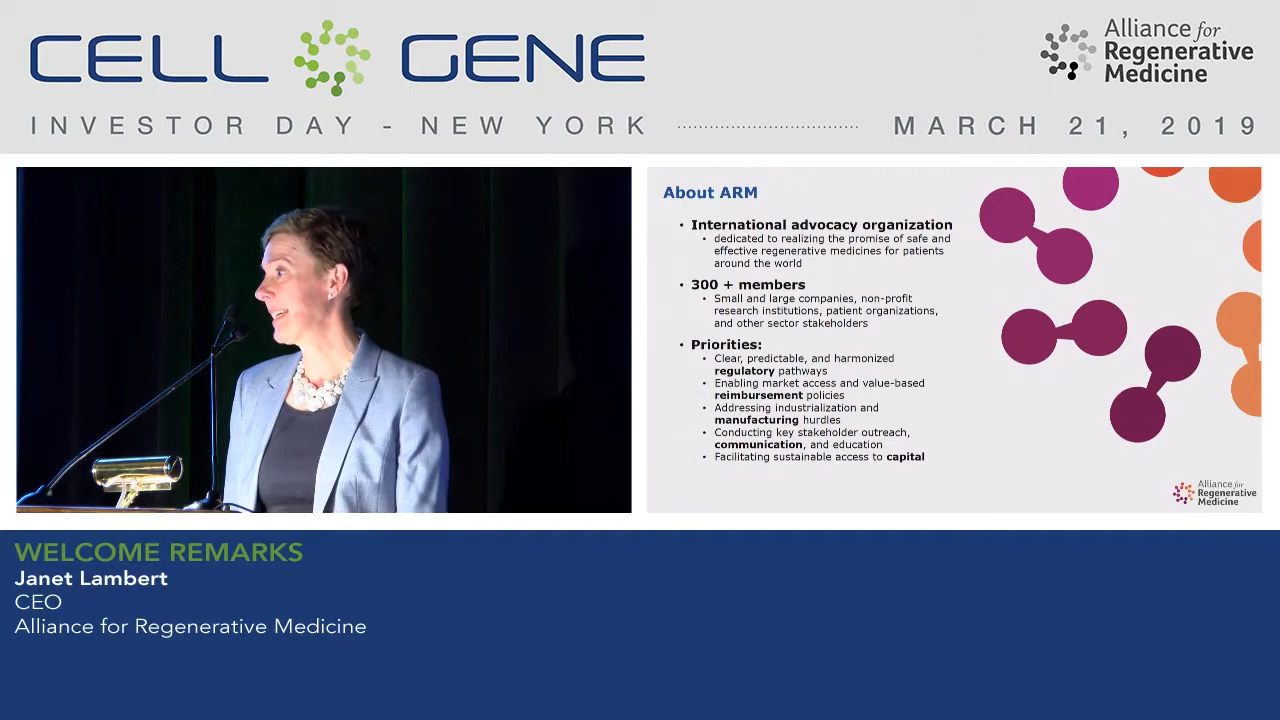 CELL GENE
Alliance for
Regenerative
Medicine
INVESTOR DAY - NEW YORK
MARCH 21, 2019
About ARM
• International advocacy organization
• dedicated to realizing the promise of safe and
effective regenerative medicines for patients
around the world
• 300 + members
• Small and large companies, non-profit
research institutions, patient organizations,
and other sector stakeholders
• Priorities:
• Clear, predictable, and harmonized
regulatory pathways
• Enabling market access and value-based
reimbursement policies
• Addressing industrialization and
manufacturing hurdles
• Conducting key stakeholder outreach,
communication, and education
• Facilitating sustainable access to capital
Alliance for
Regenerative
Medicine
WELCOME REMARKS
Janet Lambert
CEO
Alliance for Regenerative Medicine